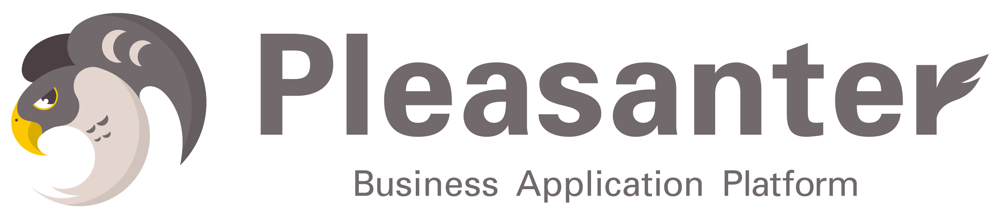 Pleasanter
Business Application Platform